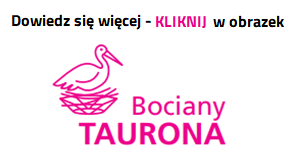 Dowiedz się więcej - KLIKNIJ w obrazek
Bociany
TAURONA